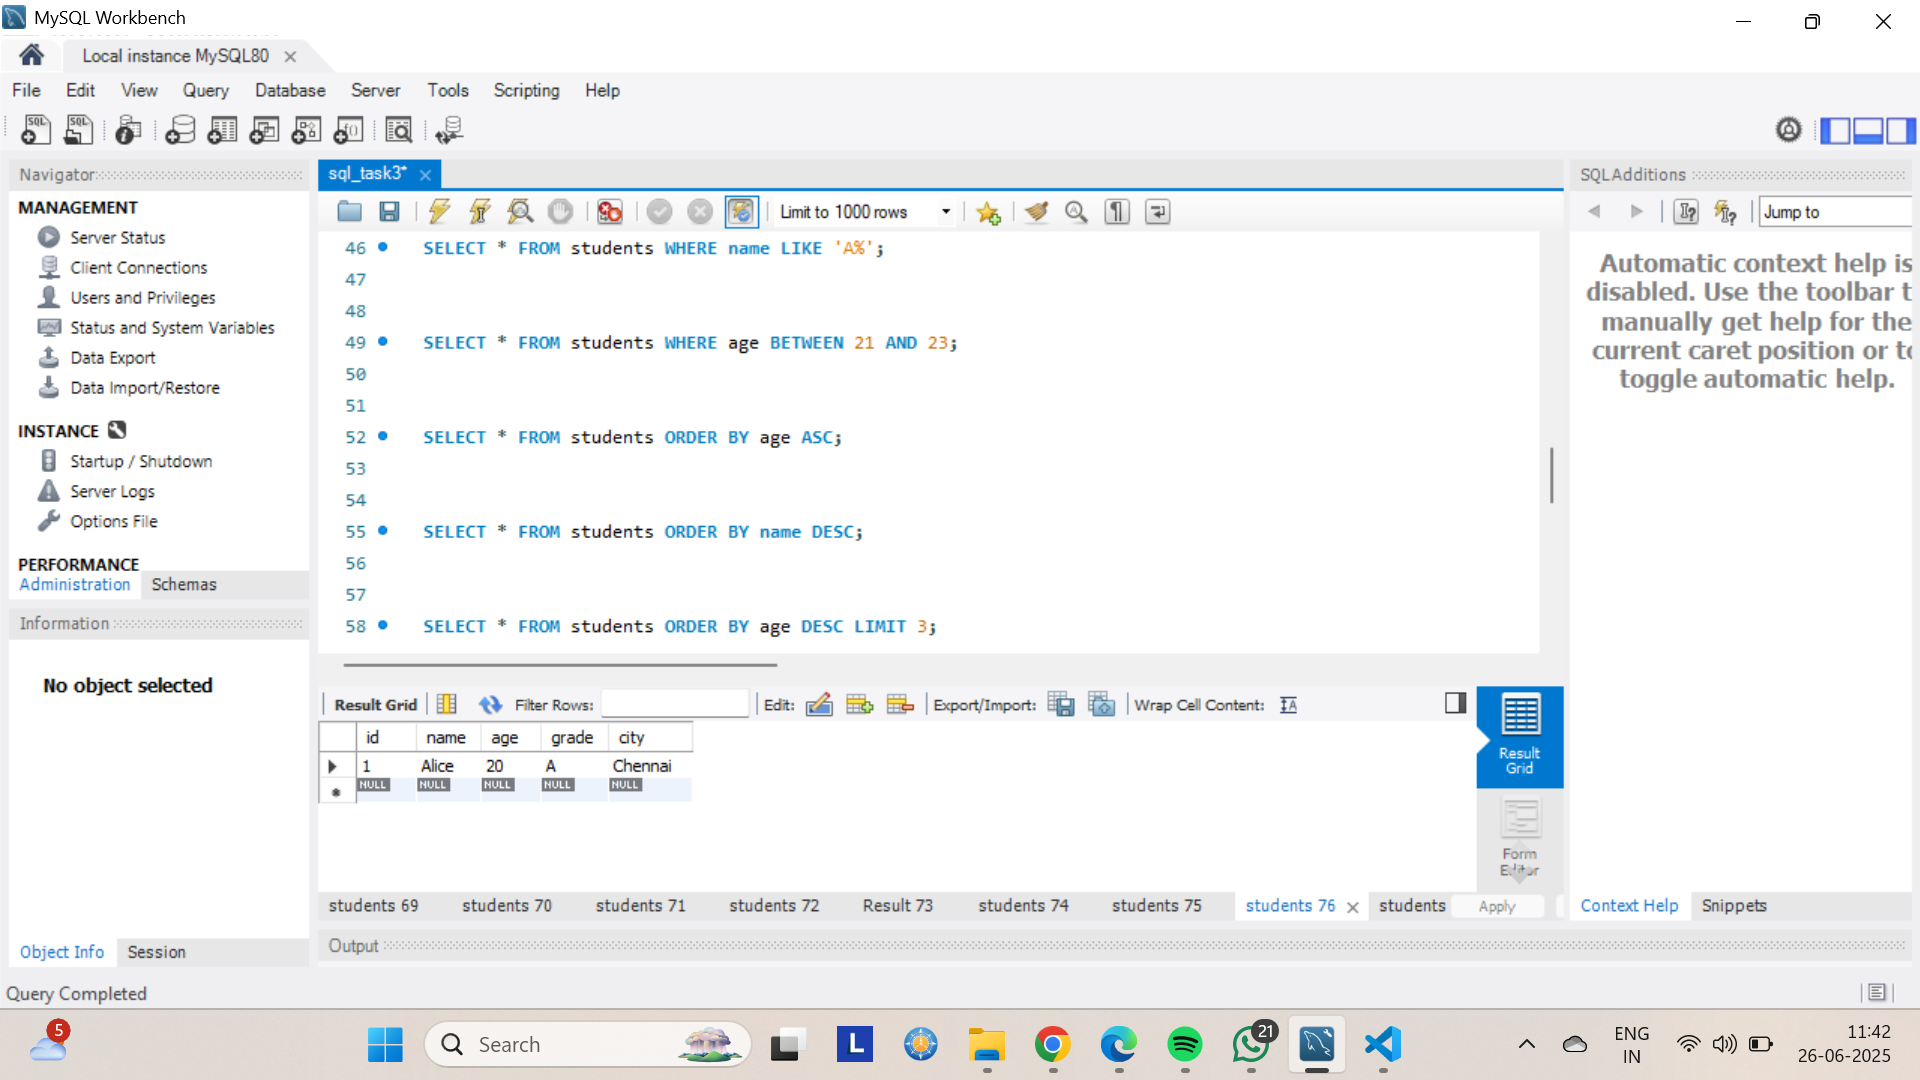 MySQL Workbench
Local instance MySQL80
File Edit View Query Database Server Tools Scripting Help
Navigator
MANAGEMENT
Server Status
Client Connections
Users and Privileges
Status and System Variables
Data Export
Data Import/Restore
INSTANCE
Startup / Shutdown
Server Logs
Options File
PERFORMANCE
Administration Schemas
Information
No object selected
Object Info Session
Query Completed
sql_task3*
Limit to 1000 rows
46 SELECT * FROM students WHERE name LIKE 'A%';
47
48
49 SELECT * FROM students WHERE age BETWEEN 21 AND 23;
50
51
52 SELECT * FROM students ORDER BY age ASC;
53
54
55 SELECT * FROM students ORDER BY name DESC;
56
57
58 SELECT * FROM students ORDER BY age DESC LIMIT 3;
Result Grid Filter Rows: Edit: Export/Import: Wrap Cell Content:
id name age grade city
1 Alice 20 A Chennai
NULL NULL NULL NULL NULL
Result
Grid
Form
Editor
students 69 students 70 students 71 students 72 Result 73 students 74 students 75 students 76 students Apply
Output
SQLAdditions
Jump to
Automatic context help is
disabled. Use the toolbar t
manually get help for the
current caret position or to
toggle automatic help.
Context Help Snippets
5
Search
L
21
ENG
IN
11:42
26-06-2025